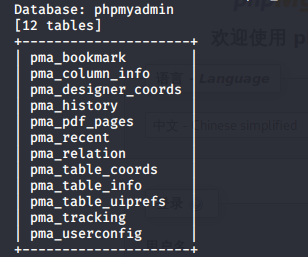 Database: phpmyadmin
[12 tables]
+--------------------+
| pma_bookmark       |
| pma_column_info    |
| pma_designer_coords |
| pma_history        |
| pma_pdf_pages      |
| pma_recent         |
| pma_relation       |
| pma_table_coords   |
| pma_table_info     |
| pma_table_uiprefs  |
| pma_tracking       |
| pma_userconfig     |
+--------------------+
欢迎使用 p
Language
中文 - Chinese simplified